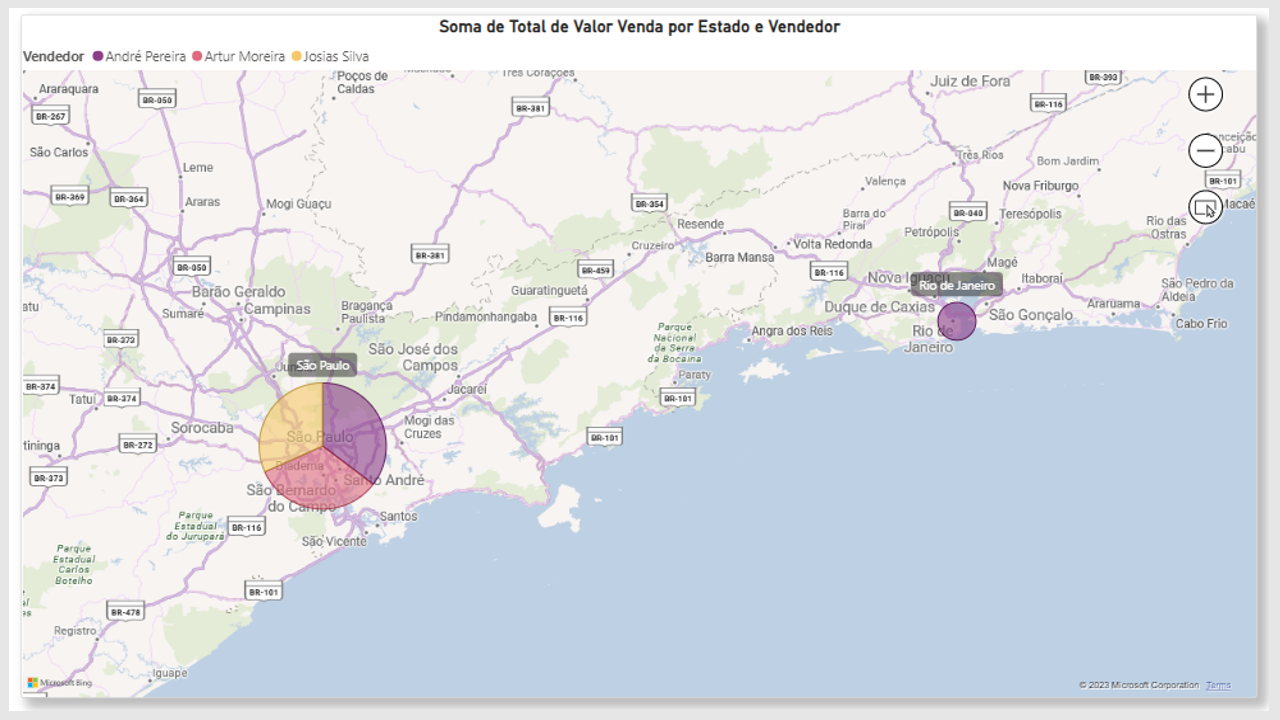 Soma de Total de Valor Venda por Estado e Vendedor
Vendedor André Pereira Artur Moreira Josias Silva
Poços de
Caldas
Três Corações
Juiz de Fora
BR-393
Araraquara
BR-050
BR-267
BR-381
BR-116
São Carlos
Leme
Três Rios
Bom Jardim
BR-101
BR-369
BR-364
Araras
Mogi Guaçu
BR-354
Valença
Nova Friburgo
Macaé
Resende
Barra do
Piraí
BR-040
Teresópolis
Petrópolis
Rio das
Ostras
BR-381
Cruzeiro
Volta Redonda
Barra Mansa
BR-050
BR-459
BR-116
Magé
Nova Iguaçu
Itaboraí
Rio de Janeiro
São Pedro da
Aldeia
Barão Geraldo
Guaratinguetá
Sumaré
Campinas
Bragança
Paulista
Pindamonhangaba
BR-116
Duque de Caxias
São Gonçalo
Araruama
Cabo Frio
Rio de
Janeiro
Angra dos Reis
Parque
Nacional
da Serra
da Bocaina
BR-373
São José dos
Campos
São Paulo
Paraty
BR-374
Tatuí
BR-374
Jacareí
BR-101
Sorocaba
Mogi das
Cruzes
São Paulo
tininga
BR-272
BR-101
Diadema
Santo André
BR-373
São Bernardo
do Campo
Santos
Parque
Estadual
do Jurupará
BR-116
São Vicente
Parque
Estadual
Carlos
Botelho
BR-101
BR-478
Registro
Iguape
Microsoft Bing
© 2023 Microsoft Corporation Terms